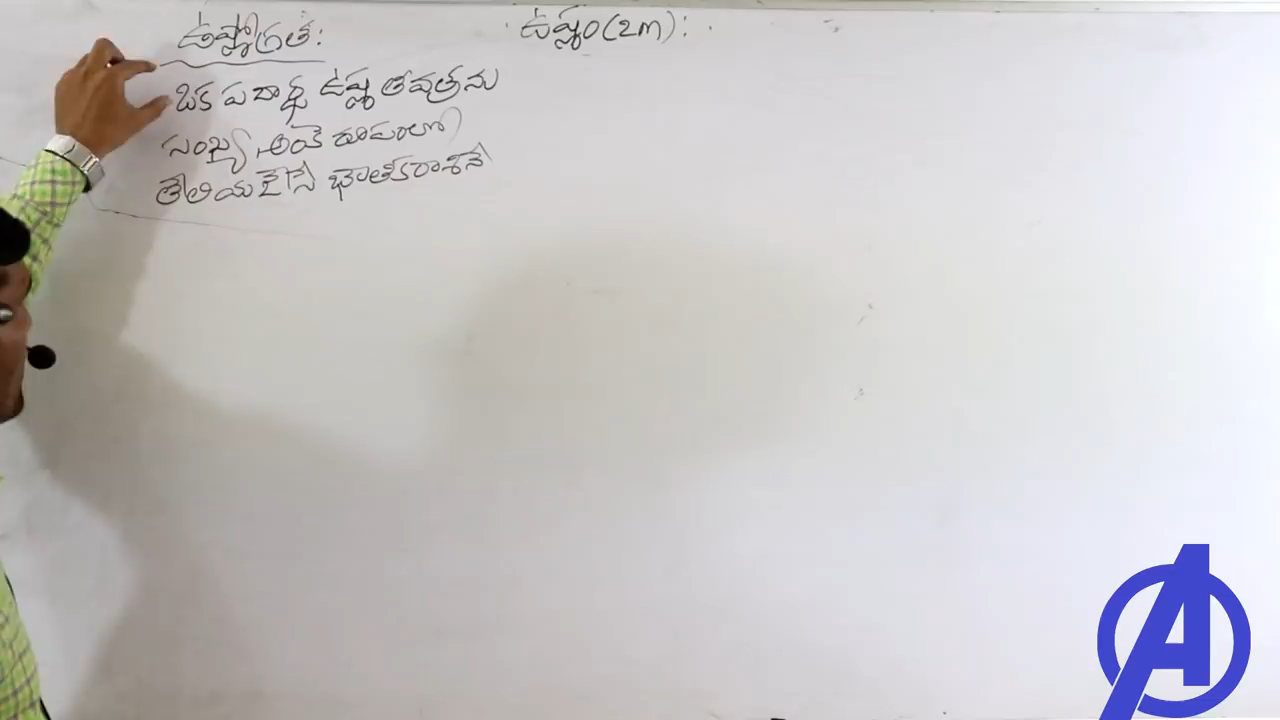 ఉష్ణోగ్రత:
ఒక పదార్థ ఉష్ణ తీవ్రతను
సంఖ్యా అంకె రూపంలో
తెలియజేసే భౌతికరాశినే
ఉష్ణం(2m):